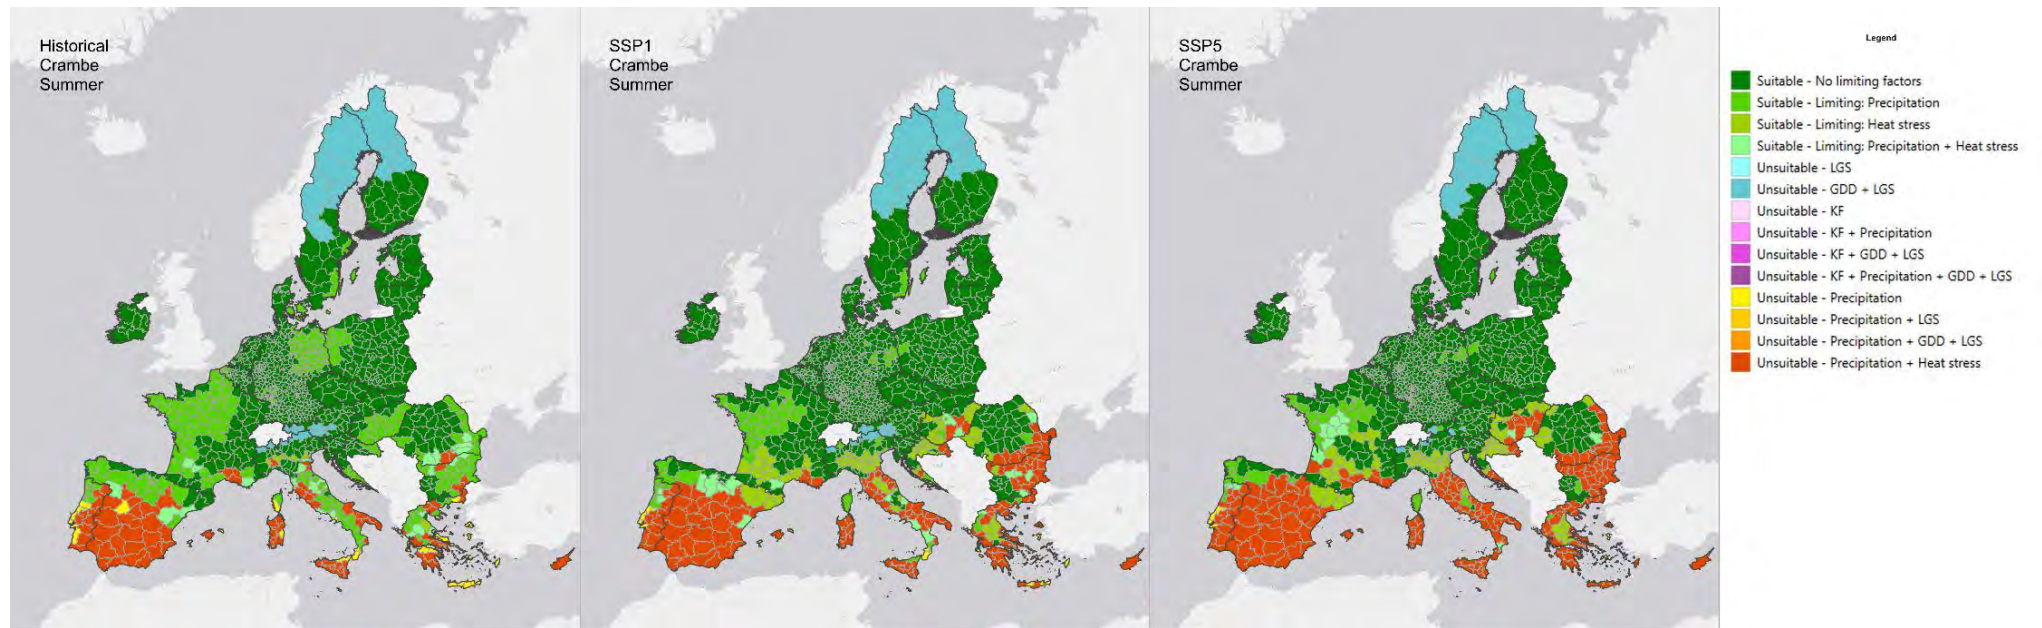 Historical
Crambe
Summer
SSP1
Crambe
Summer
SSP5
Crambe
Summer
Legend
Suitable - No limiting factors
Suitable - Limiting: Precipitation
Suitable - Limiting: Heat stress
Suitable - Limiting: Precipitation + Heat stress
Unsuitable - LGS
Unsuitable - GDD + LGS
Unsuitable - KF
Unsuitable - KF + Precipitation
Unsuitable - KF + GDD + LGS
Unsuitable - KF + Precipitation + GDD + LGS
Unsuitable - Precipitation
Unsuitable - Precipitation + LGS
Unsuitable - Precipitation + GDD + LGS
Unsuitable - Precipitation + Heat stress